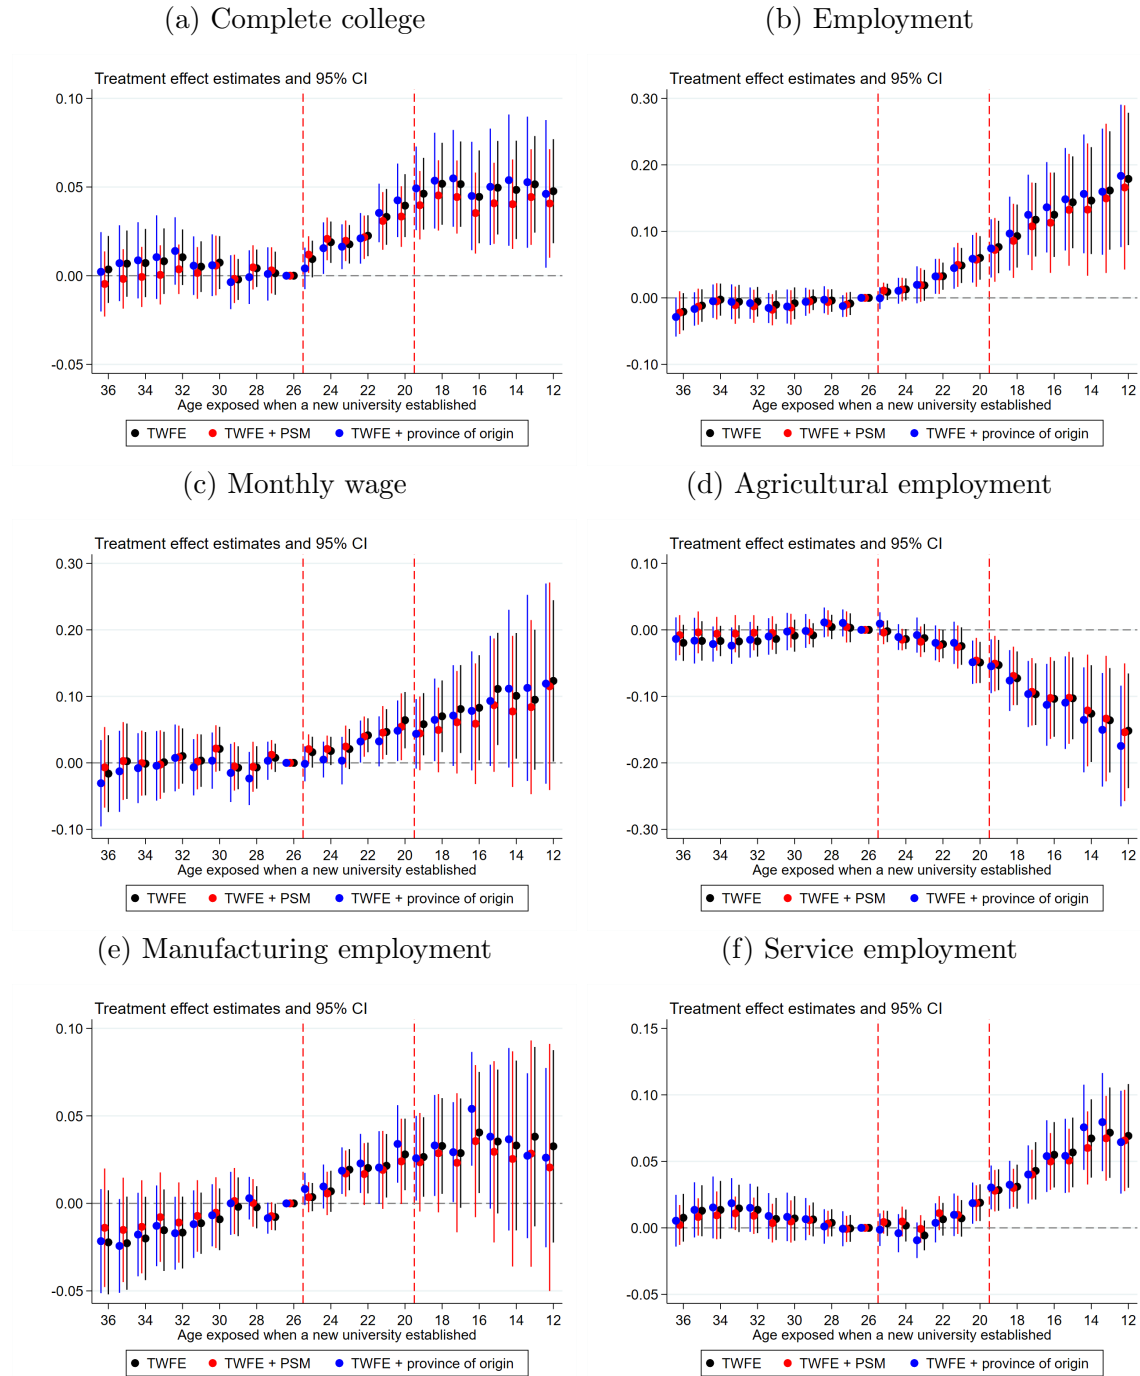 (a) Complete college
Treatment effect estimates and 95% CI
0.10
0.05
0.00
-0.05
36 34 32 30 28 26 24 22 20 18 16 14 12
Age exposed when a new university established
TWFE TWFE + PSM TWFE + province of origin
(b) Employment
Treatment effect estimates and 95% CI
0.30
0.20
0.10
0.00
-0.10
36 34 32 30 28 26 24 22 20 18 16 14 12
Age exposed when a new university established
TWFE TWFE + PSM TWFE + province of origin
(c) Monthly wage
Treatment effect estimates and 95% CI
0.30
0.20
0.10
0.00
-0.10
36 34 32 30 28 26 24 22 20 18 16 14 12
Age exposed when a new university established
TWFE TWFE + PSM TWFE + province of origin
(d) Agricultural employment
Treatment effect estimates and 95% CI
0.10
0.00
-0.10
-0.20
-0.30
36 34 32 30 28 26 24 22 20 18 16 14 12
Age exposed when a new university established
TWFE TWFE + PSM TWFE + province of origin
(e) Manufacturing employment
Treatment effect estimates and 95% CI
0.10
0.05
0.00
-0.05
36 34 32 30 28 26 24 22 20 18 16 14 12
Age exposed when a new university established
TWFE TWFE + PSM TWFE + province of origin
(f) Service employment
Treatment effect estimates and 95% CI
0.15
0.10
0.05
0.00
-0.05
36 34 32 30 28 26 24 22 20 18 16 14 12
Age exposed when a new university established
TWFE TWFE + PSM TWFE + province of origin